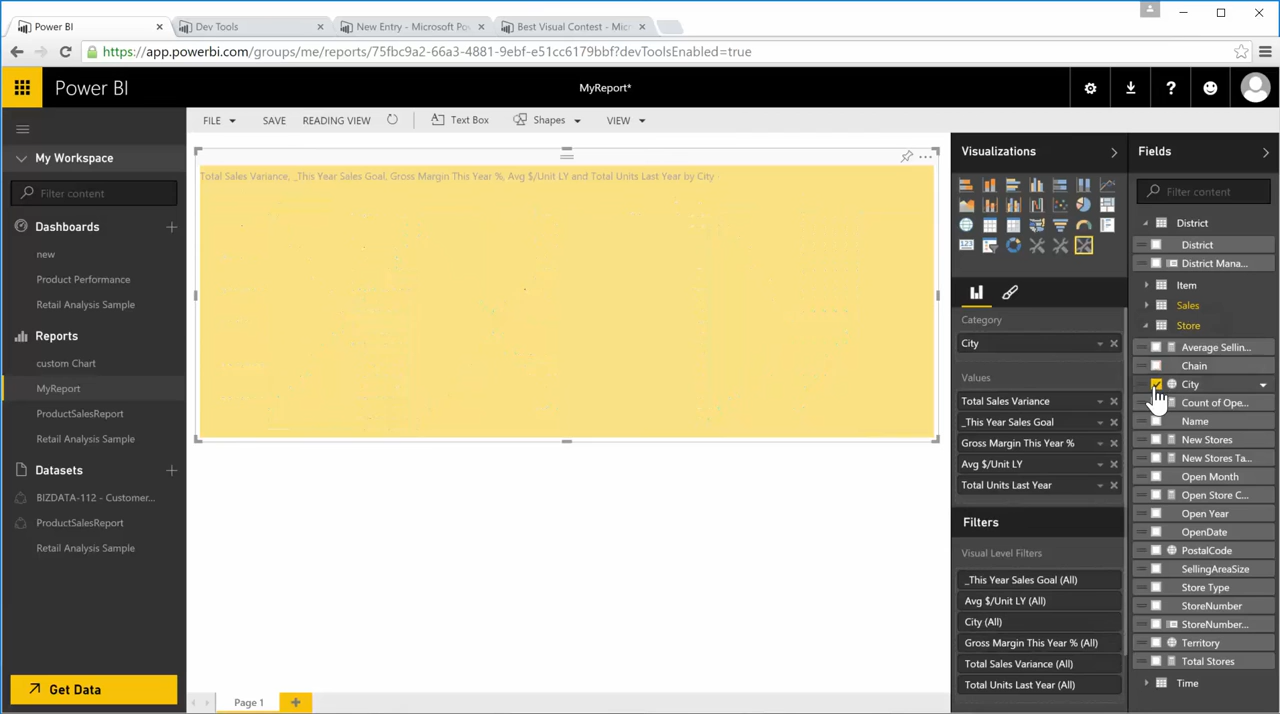 Power BI
Dev Tools
New Entry - Microsoft Po
Best Visual Contest - Micr
https://app.powerbi.com/groups/me/reports/75fbc9a2-66a3-4881-9ebf-e51cc6179bbf?devToolsEnabled=true
Power BI
MyReport*
FILE SAVE READING VIEW Text Box Shapes VIEW
My Workspace
Filter content
Dashboards
new
Product Performance
Retail Analysis Sample
Reports
custom Chart
MyReport
ProductSalesReport
Retail Analysis Sample
Datasets
BIZDATA-112 - Customer...
ProductSalesReport
Retail Analysis Sample
Get Data
Total Sales Variance, _This Year Sales Goal, Gross Margin This Year %, Avg $/Unit LY and Total Units Last Year by City
Page 1
Visualizations
Category
City
Values
Total Sales Variance
_This Year Sales Goal
Gross Margin This Year %
Avg $/Unit LY
Total Units Last Year
Filters
Visual Level Filters
_This Year Sales Goal (All)
Avg $/Unit LY (All)
City (All)
Gross Margin This Year % (All)
Total Sales Variance (All)
Total Units Last Year (All)
Fields
Filter content
District
District
District Mana...
Item
Sales
Store
Average Sellin...
Chain
City
Count of Ope...
Name
New Stores
New Stores Ta...
Open Month
Open Store C...
Open Year
OpenDate
PostalCode
SellingAreaSize
Store Type
StoreNumber
StoreNumber...
Territory
Total Stores
Time